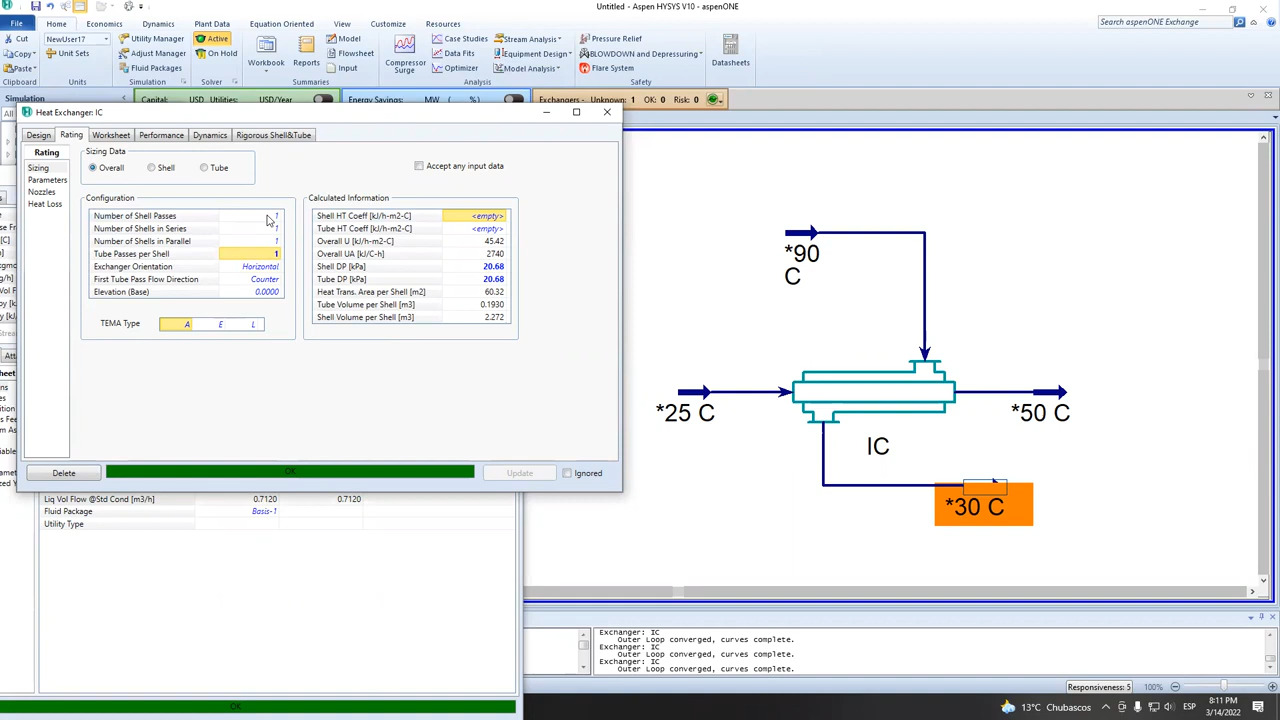 Untitled - Aspen HYSYS V10 - aspenONE
File Home Economics Dynamics Plant Data Equation Oriented View Customize Resources
Search aspenONE Exchange
Cut NewUser17 Utility Manager Active Model Case Studies Stream Analysis Pressure Relief
Copy Unit Sets Adjust Manager On Hold Flowsheet Data Fits Equipment Design BLOWDOWN and Depressuring
Paste Fluid Packages Workbook Reports Input Compressor Surge Optimizer Model Analysis Flare System Datasheets
Clipboard Units Simulation Solver Summaries Analysis Safety
Simulation Capital: USD Utilities: USD/Year Energy Savings: MW ( %) Exchangers - Unknown: 1 OK: 0 Risk: 0
All
Heat Exchanger: IC
Design Rating Worksheet Performance Dynamics Rigorous Shell&Tube
Rating
Sizing
Parameters
Nozzles
Heat Loss
Sizing Data
Overall Shell Tube
Accept any input data
Configuration
Number of Shell Passes 1
Number of Shells in Series 1
Number of Shells in Parallel 1
Tube Passes per Shell 1
Exchanger Orientation Horizontal
First Tube Pass Flow Direction Counter
Elevation (Base) 0.0000
TEMA Type A E L
Calculated Information
Shell HT Coeff [kJ/h-m2-C] <empty>
Tube HT Coeff [kJ/h-m2-C] <empty>
Overall U [kJ/h-m2-C] 45.42
Overall UA [kJ/C-h] 2740
Shell DP [kPa] 20.68
Tube DP [kPa] 20.68
Heat Trans. Area per Shell [m2] 60.32
Tube Volume per Shell [m3] 0.1930
Shell Volume per Shell [m3] 2.272
Delete OK Update Ignored
Liq Vol Flow @Std Cond [m3/h] 0.7120 0.7120
Fluid Package Basis-1
Utility Type
OK
*90
C
*25 C
*50 C
IC
*30 C
Exchanger: IC
Outer Loop converged, curves complete.
Exchanger: IC
Outer Loop converged, curves complete.
Exchanger: IC
Outer Loop converged, curves complete.
Responsiveness: 5 100%
13°C Chubascos ESP 8:11 PM
3/14/2022